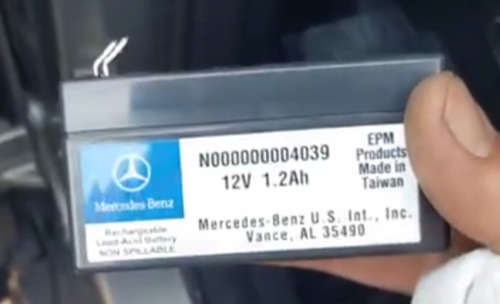 N000000004039
12V 1.2Ah
EPM
Products
Made in
Taiwan
Mercedes-Benz
Rechargeable
Lead-Acid Battery
NON SPILLABLE
Mercedes-Benz U.S. Int., Inc.
Vance, AL 35490